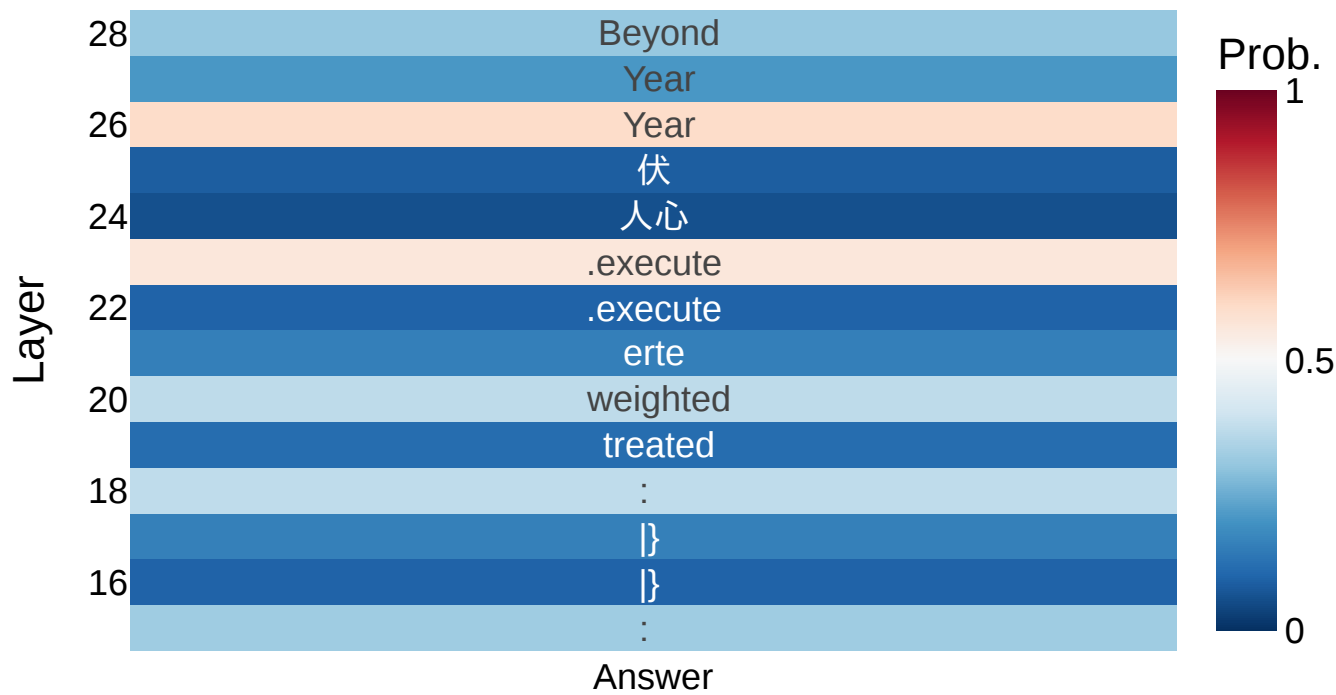 28 Beyond
Prob.
Year
1
26 Year
伏
24 人心
.execute
Layer
22 .execute
0.5
erte
20 weighted
treated
18 :
|}
16 |}
:
0
Answer